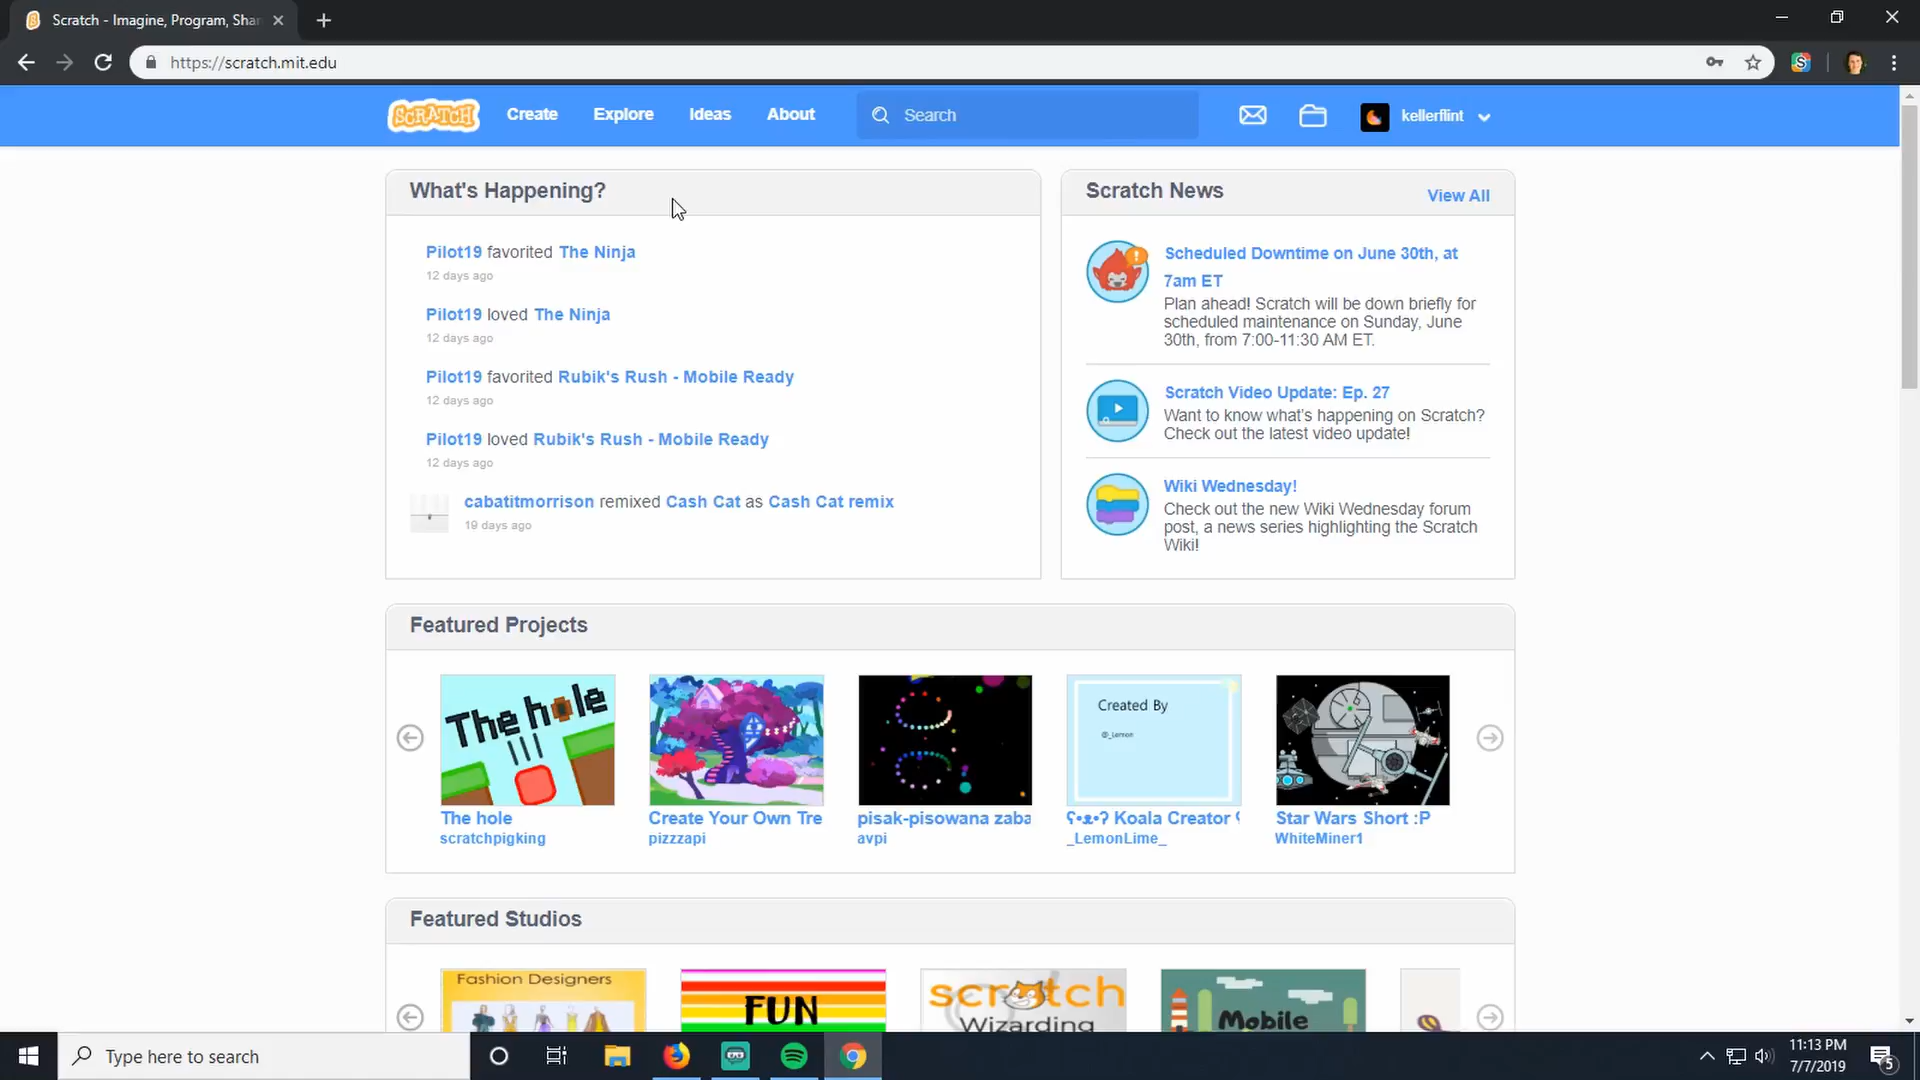 Scratch - Imagine, Program, Sha
https://scratch.mit.edu
SCRATCH
Create
Explore
Ideas
About
Search
kellerflint
What's Happening?
Pilot19 favorited The Ninja
12 days ago
Pilot19 loved The Ninja
12 days ago
Pilot19 favorited Rubik's Rush - Mobile Ready
12 days ago
Pilot19 loved Rubik's Rush - Mobile Ready
12 days ago
cabatitmorrison remixed Cash Cat as Cash Cat remix
19 days ago
Scratch News
View All
Scheduled Downtime on June 30th, at
7am ET
Plan ahead! Scratch will be down briefly for
scheduled maintenance on Sunday, June
30th, from 7:00-11:30 AM ET.
Scratch Video Update: Ep. 27
Want to know what's happening on Scratch?
Check out the latest video update!
Wiki Wednesday!
Check out the new Wiki Wednesday forum
post, a news series highlighting the Scratch
Wiki!
Featured Projects
The hole
Created By
@_Lemon
The hole
scratchpigking
Create Your Own Tre
pizzzapi
pisak-pisowana zaba
avpi
ʕ•ᴥ•ʔ Koala Creator ʕ
_LemonLime_
Star Wars Short :P
WhiteMiner1
Featured Studios
Fashion Designers
FUN
scratch
Wizarding
Mobile
Type here to search
11:13 PM
7/7/2019
5